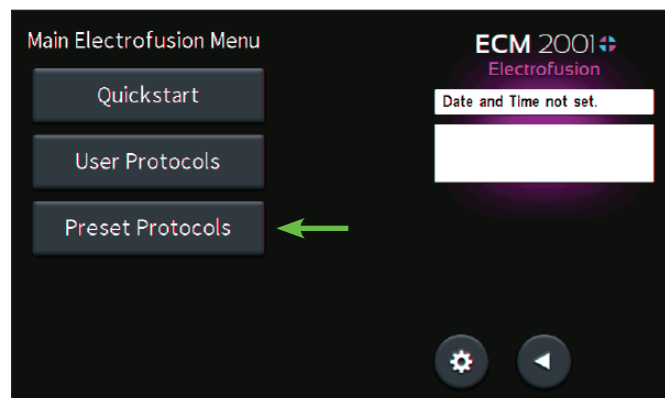 Main Electrofusion Menu
Quickstart
User Protocols
Preset Protocols
ECM 2001
Electrofusion
Date and Time not set.